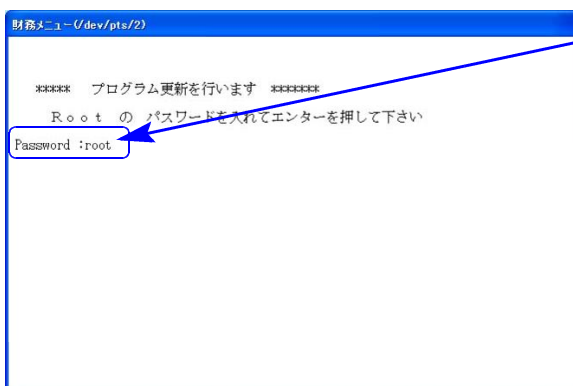 財務メニュー(/dev/pts/2)
***** プログラム更新を行います *******
Ｒｏｏｔ の パスワードを入れてエンターを押して下さい
Password :root